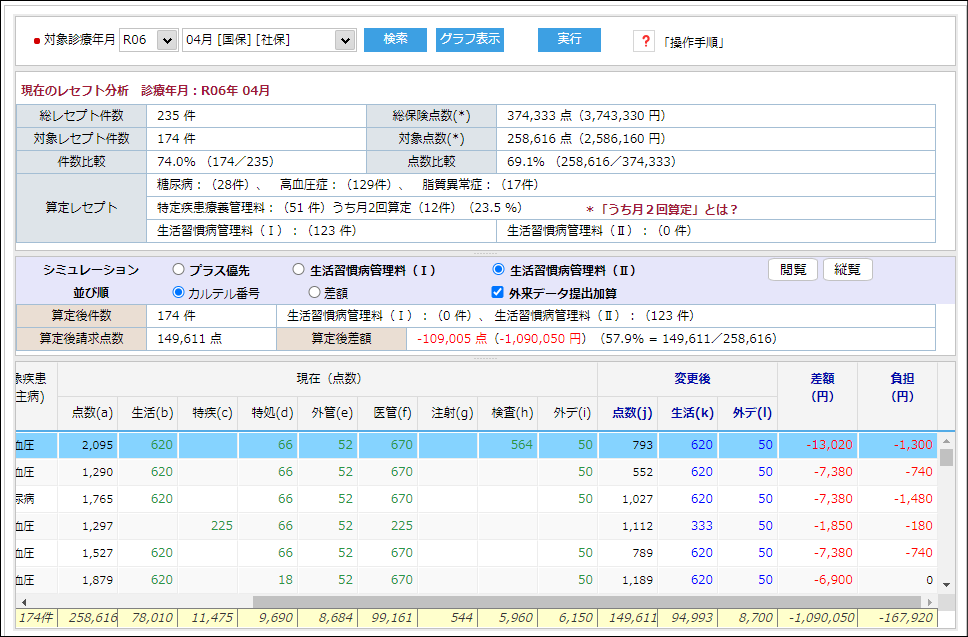 対象診療年月 R06 04月 [国保] [社保] 検索 グラフ表示 実行 ? 「操作手順」
現在のレセプト分析 診療年月：R06年 04月
総レセプト件数 235 件 総保険点数(*) 374,333 点（3,743,330 円）
対象レセプト件数 174 件 対象点数(*) 258,616 点（2,586,160 円）
件数比較 74.0% （174／235） 点数比較 69.1% （258,616／374,333）
算定レセプト 糖尿病：（28件）、 高血圧症：（129件）、 脂質異常症：（17件）
特定疾患療養管理料：（51 件）うち月2回算定（12件）（23.5 %） ＊「うち月２回算定」とは？
生活習慣病管理料（Ⅰ）：（123 件） 生活習慣病管理料（Ⅱ）：（0 件）
シミュレーション プラス優先 生活習慣病管理料（Ⅰ） 生活習慣病管理料（Ⅱ） 閲覧 縦覧
並び順 カルテル番号 差額 外来データ提出加算
算定後件数 174 件 生活習慣病管理料（Ⅰ）：（0 件）、 生活習慣病管理料（Ⅱ）：（123 件）
算定後請求点数 149,611 点 算定後差額 -109,005 点（-1,090,050 円）（57.9% = 149,611／258,616）
象疾患 現在（点数） 変更後 差額 負担
主病) (円) (円)
点数(a) 生活(b) 特疾(c) 特処(d) 外管(e) 医管(f) 注射(g) 検査(h) 外デ(i) 点数(j) 生活(k) 外デ(l)
血圧 2,095 620 66 52 670 564 50 793 620 50 -13,020 -1,300
血圧 1,290 620 66 52 670 50 552 620 50 -7,380 -740
尿病 1,765 620 66 52 670 50 1,027 620 50 -7,380 -1,480
血圧 1,297 225 66 52 225 1,112 333 50 -1,850 -180
血圧 1,527 620 66 52 670 50 789 620 50 -7,380 -740
血圧 1,879 620 18 52 670 50 1,189 620 50 -6,900 0
174件 258,616 78,010 11,475 9,690 8,684 99,161 544 5,960 6,150 149,611 94,993 8,700 -1,090,050 -167,920